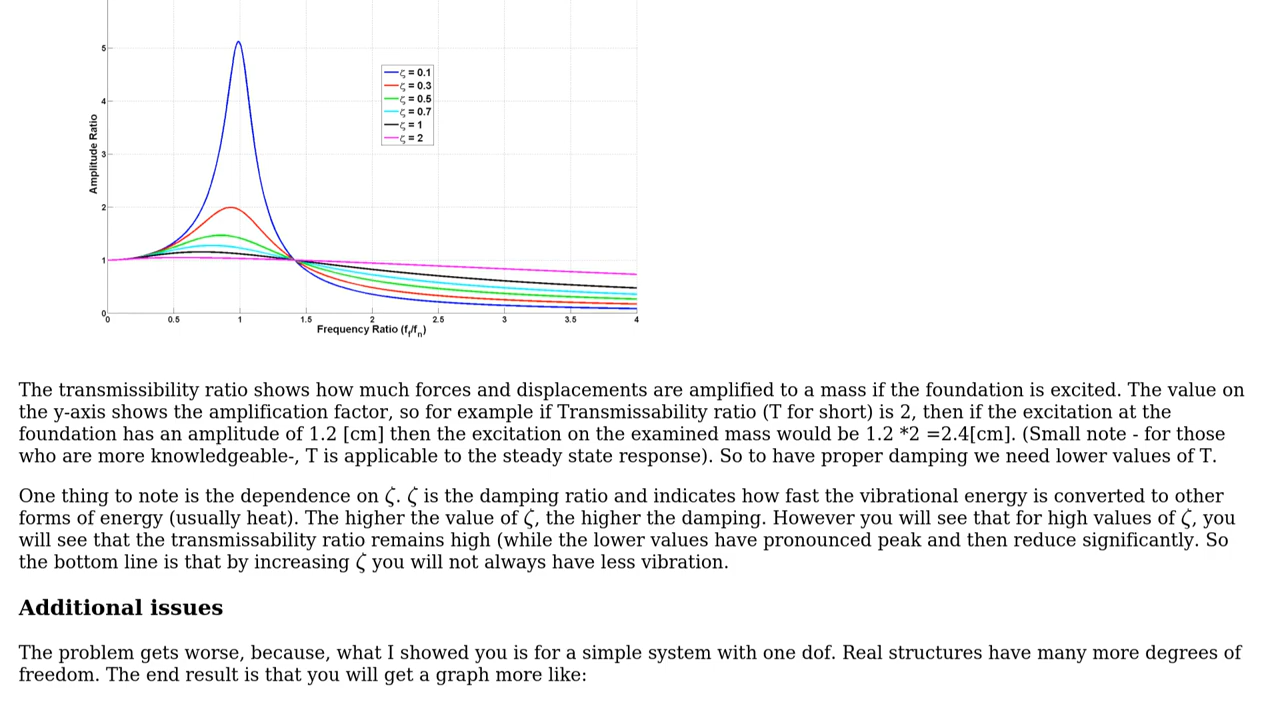 5
4
3
2
1
0
Amplitude Ratio
ζ = 0.1
ζ = 0.3
ζ = 0.5
ζ = 0.7
ζ = 1
ζ = 2
0 0.5 1 1.5 2 2.5 3 3.5 4
Frequency Ratio (f_f/f_n)
The transmissibility ratio shows how much forces and displacements are amplified to a mass if the foundation is excited. The value on
the y-axis shows the amplification factor, so for example if Transmissability ratio (T for short) is 2, then if the excitation at the
foundation has an amplitude of 1.2 [cm] then the excitation on the examined mass would be 1.2 *2 =2.4[cm]. (Small note - for those
who are more knowledgeable-, T is applicable to the steady state response). So to have proper damping we need lower values of T.
One thing to note is the dependence on ζ. ζ is the damping ratio and indicates how fast the vibrational energy is converted to other
forms of energy (usually heat). The higher the value of ζ, the higher the damping. However you will see that for high values of ζ, you
will see that the transmissability ratio remains high (while the lower values have pronounced peak and then reduce significantly. So
the bottom line is that by increasing ζ you will not always have less vibration.
Additional issues
The problem gets worse, because, what I showed you is for a simple system with one dof. Real structures have many more degrees of
freedom. The end result is that you will get a graph more like: